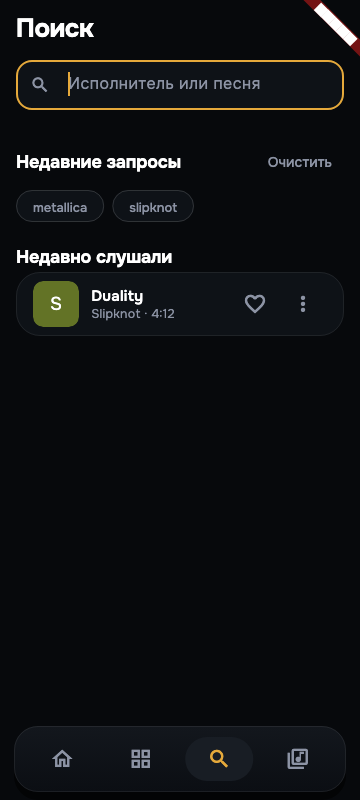 Поиск
Исполнитель или песня
Недавние запросы
Очистить
metallica
slipknot
Недавно слушали
S
Duality
Slipknot · 4:12